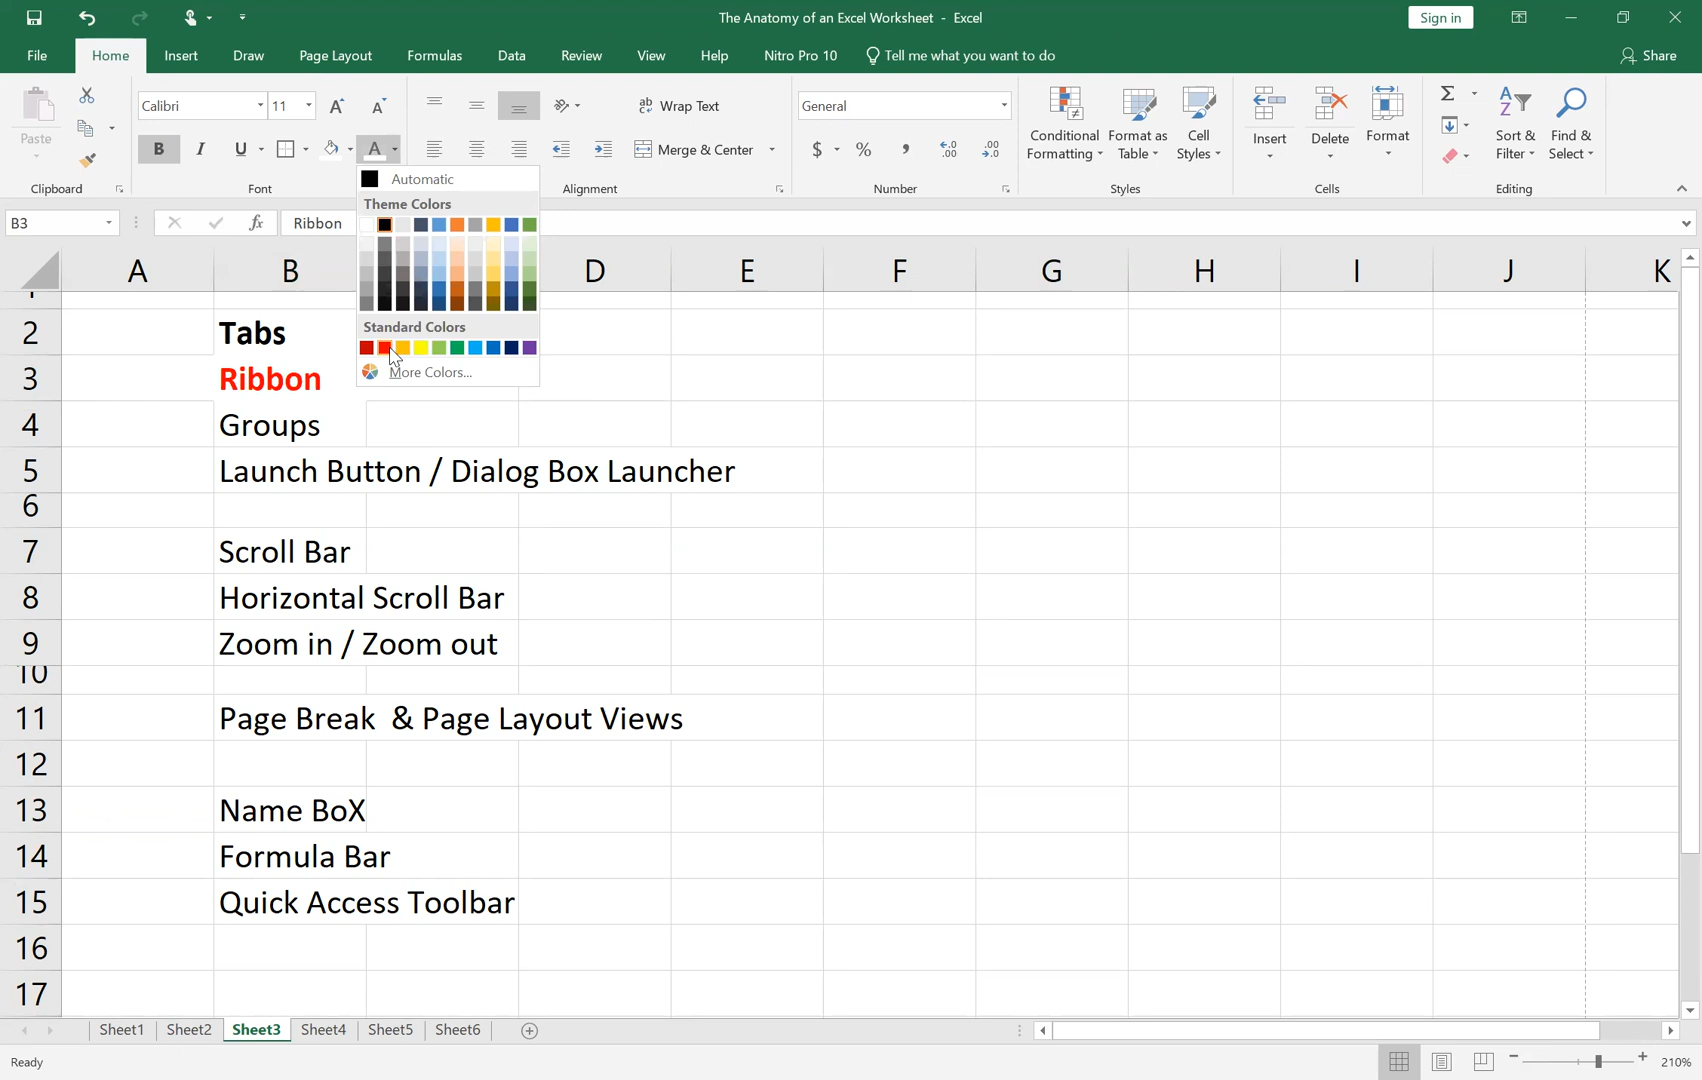 The Anatomy of an Excel Worksheet - Excel
Sign in
File Home Insert Draw Page Layout Formulas Data Review View Help Nitro Pro 10 Tell me what you want to do Share
Paste
Clipboard
Calibri 11
B I U A
Font
ab Wrap Text
Merge & Center
Alignment
General
$ % ,
Number
Conditional Formatting
Format as Table
Cell Styles
Styles
Insert
Delete
Format
Cells
Σ
Sort & Filter
Find & Select
Editing
B3 fx Ribbon
Automatic
Theme Colors
Standard Colors
More Colors...
A B D E F G H I J K
2 Tabs
3 Ribbon
4 Groups
5 Launch Button / Dialog Box Launcher
6
7 Scroll Bar
8 Horizontal Scroll Bar
9 Zoom in / Zoom out
10
11 Page Break  & Page Layout Views
12
13 Name BoX
14 Formula Bar
15 Quick Access Toolbar
16
17
Sheet1 Sheet2 Sheet3 Sheet4 Sheet5 Sheet6
Ready
210%